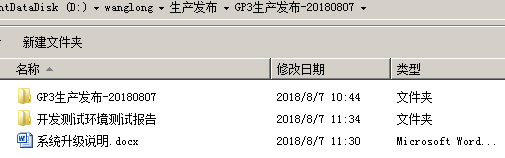 ntDataDisk (D:) ▸ wanglong ▸ 生产发布 ▸ GP3生产发布-20180807 ▸
新建文件夹
名称 修改日期 类型
GP3生产发布-20180807 2018/8/7 10:44 文件夹
开发测试环境测试报告 2018/8/7 11:34 文件夹
系统升级说明.docx 2018/8/7 11:30 Microsoft Word...